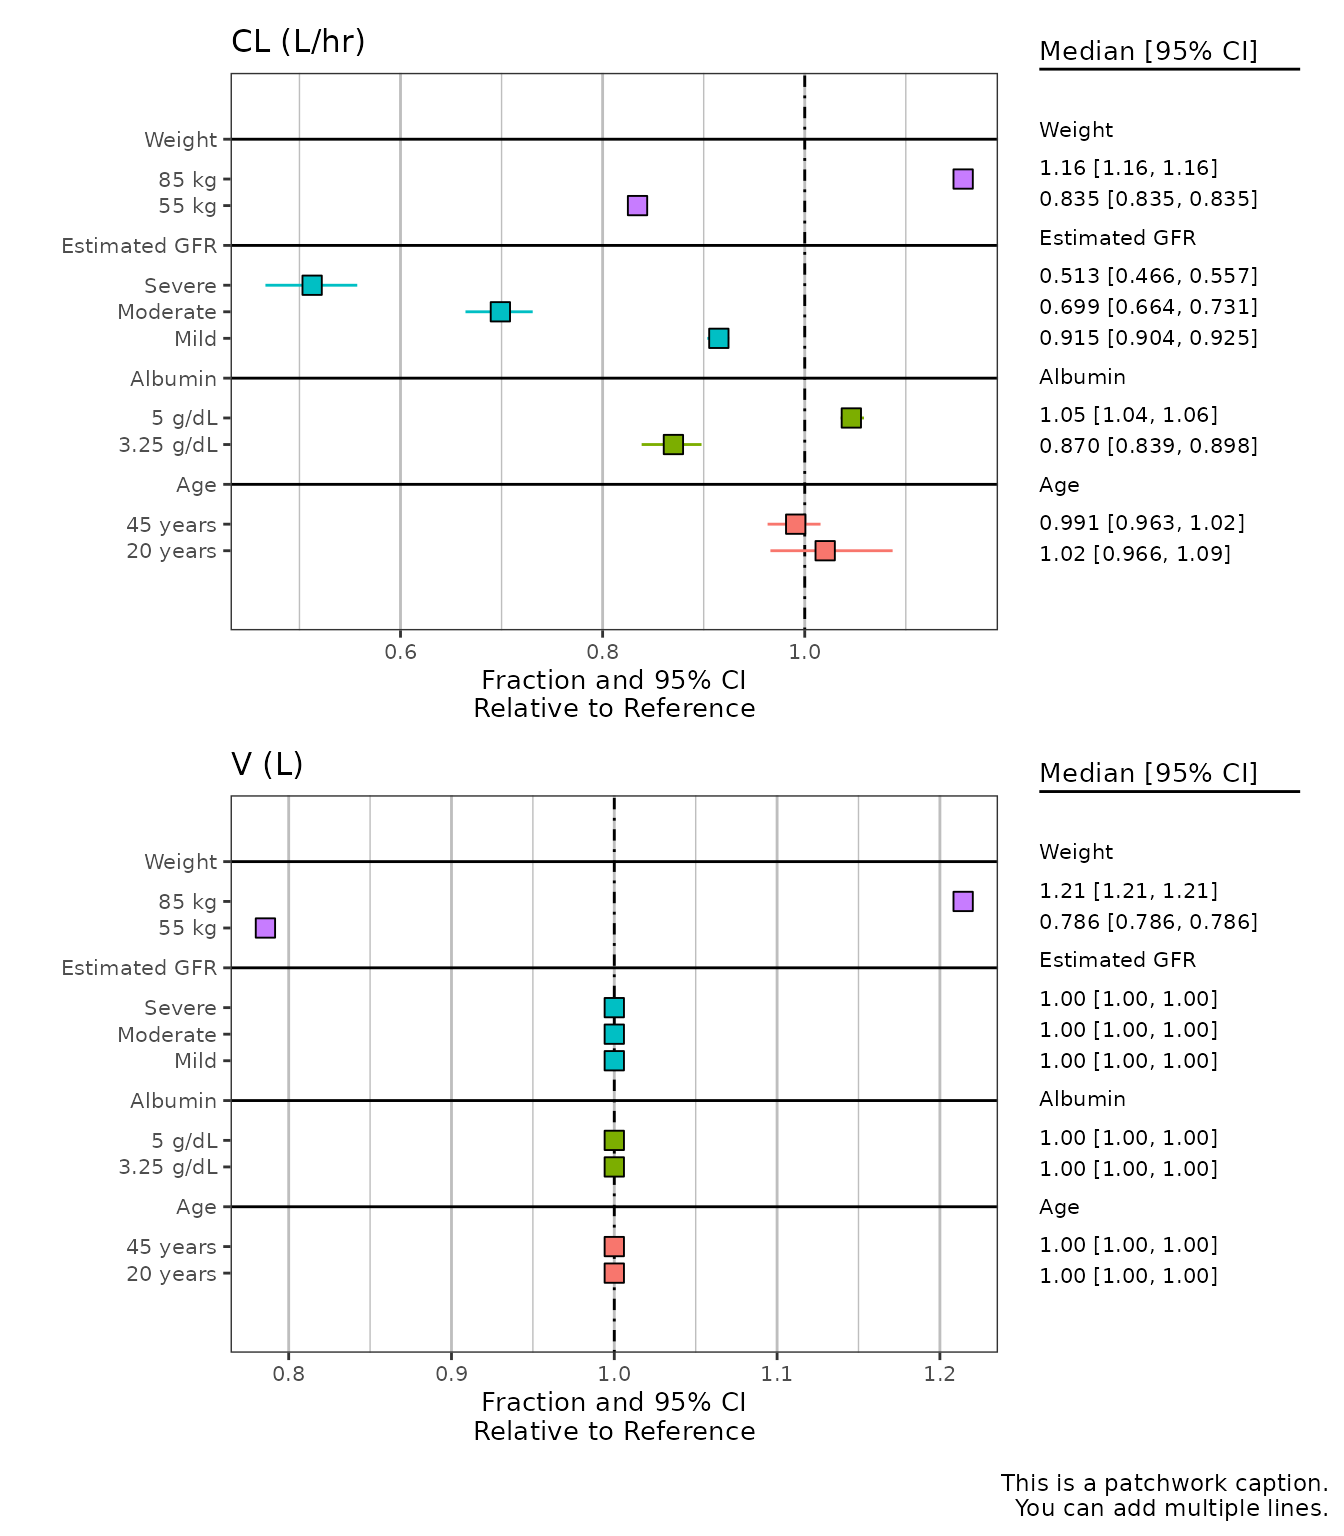 CL (L/hr)
Median [95% CI]
Weight
85 kg
55 kg
Estimated GFR
Severe
Moderate
Mild
Albumin
5 g/dL
3.25 g/dL
Age
45 years
20 years
Weight
1.16 [1.16, 1.16]
0.835 [0.835, 0.835]
Estimated GFR
0.513 [0.466, 0.557]
0.699 [0.664, 0.731]
0.915 [0.904, 0.925]
Albumin
1.05 [1.04, 1.06]
0.870 [0.839, 0.898]
Age
0.991 [0.963, 1.02]
1.02 [0.966, 1.09]
0.6 0.8 1.0
Fraction and 95% CI
Relative to Reference
V (L)
Median [95% CI]
Weight
85 kg
55 kg
Estimated GFR
Severe
Moderate
Mild
Albumin
5 g/dL
3.25 g/dL
Age
45 years
20 years
Weight
1.21 [1.21, 1.21]
0.786 [0.786, 0.786]
Estimated GFR
1.00 [1.00, 1.00]
1.00 [1.00, 1.00]
1.00 [1.00, 1.00]
Albumin
1.00 [1.00, 1.00]
1.00 [1.00, 1.00]
Age
1.00 [1.00, 1.00]
1.00 [1.00, 1.00]
0.8 0.9 1.0 1.1 1.2
Fraction and 95% CI
Relative to Reference
This is a patchwork caption.
You can add multiple lines.